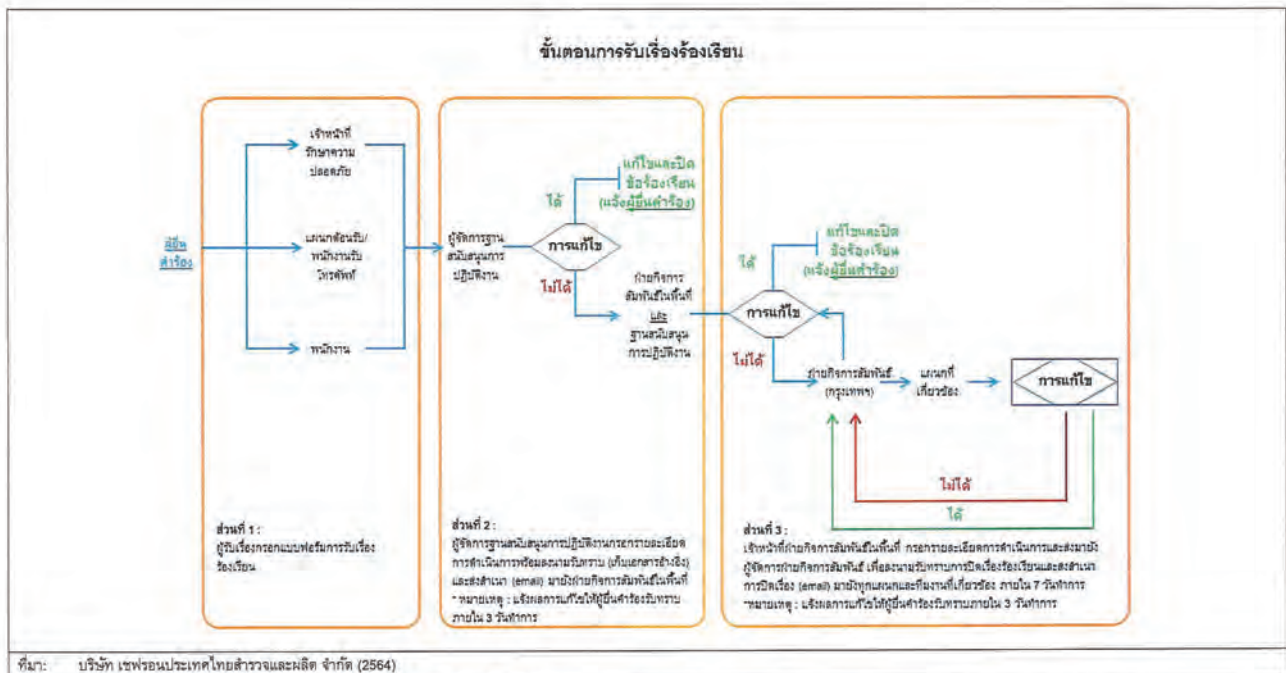 ขั้นตอนการรับเรื่องร้องเรียน
ผู้ยื่น
คำร้อง
เจ้าหน้าที่
รักษาความ
ปลอดภัย
แผนกต้อนรับ/
พนักงานรับ
โทรศัพท์
พนักงาน
ส่วนที่ 1 :
ผู้รับเรื่องกรอกแบบฟอร์มการรับเรื่อง
ร้องเรียน
ผู้จัดการฐาน
สนับสนุนการ
ปฏิบัติงาน
การแก้ไข
ได้
แก้ไขและปิด
ข้อร้องเรียน
(แจ้งผู้ยื่นคำร้อง)
ไม่ได้
ฝ่ายกิจการ
สัมพันธ์ในพื้นที่
และ
ฐานสนับสนุน
การปฏิบัติงาน
ส่วนที่ 2 :
ผู้จัดการฐานสนับสนุนการปฏิบัติงานกรอกรายละเอียด
การดำเนินการพร้อมลงนามรับทราบ (เก็บเอกสารอ้างอิง)
และส่งสำเนา (email) มายังฝ่ายกิจการสัมพันธ์ในพื้นที่
*หมายเหตุ : แจ้งผลการแก้ไขให้ผู้ยื่นคำร้องรับทราบ
ภายใน 3 วันทำการ
การแก้ไข
ได้
แก้ไขและปิด
ข้อร้องเรียน
(แจ้งผู้ยื่นคำร้อง)
ไม่ได้
ฝ่ายกิจการสัมพันธ์
(กรุงเทพฯ)
แผนกที่
เกี่ยวข้อง
การแก้ไข
ไม่ได้
ได้
ส่วนที่ 3 :
เจ้าหน้าที่ฝ่ายกิจการสัมพันธ์ในพื้นที่ กรอกรายละเอียดการดำเนินการและส่งมายัง
ผู้จัดการฝ่ายกิจการสัมพันธ์ เพื่อลงนามรับทราบการปิดเรื่องร้องเรียนและส่งสำเนา
การปิดเรื่อง (email) มายังทุกแผนกและทีมงานที่เกี่ยวข้อง ภายใน 7 วันทำการ
*หมายเหตุ : แจ้งผลการแก้ไขให้ผู้ยื่นคำร้องรับทราบภายใน 3 วันทำการ
ที่มา: บริษัท เชฟรอนประเทศไทยสำรวจและผลิต จำกัด (2564)